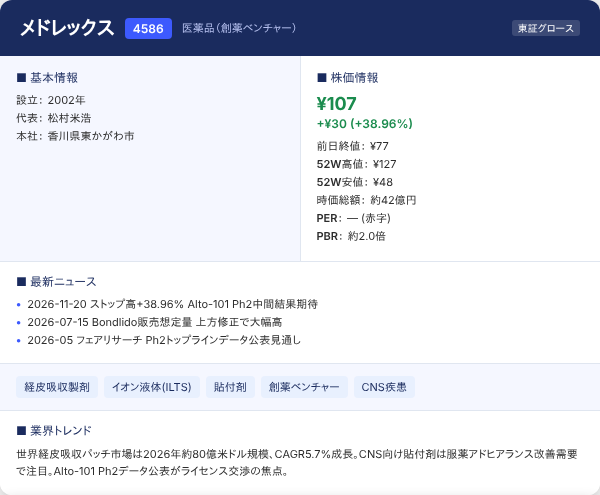 メドレックス 4586 医薬品（創薬ベンチャー） 東証グロース
■ 基本情報
設立： 2002年
代表： 松村米浩
本社： 香川県東かがわ市
■ 株価情報
¥107
+¥30 (+38.96%)
前日終値： ¥77
52W高値： ¥127
52W安値： ¥48
時価総額： 約42億円
PER： — (赤字)
PBR： 約2.0倍
■ 最新ニュース
• 2026-11-20 ストップ高+38.96% Alto-101 Ph2中間結果期待
• 2026-07-15 Bondlido販売想定量 上方修正で大幅高
• 2026-05 フェアリサーチ Ph2トップラインデータ公表見通し
経皮吸収製剤 イオン液体(ILTS) 貼付剤 創薬ベンチャー CNS疾患
■ 業界トレンド
世界経皮吸収パッチ市場は2026年約80億米ドル規模、CAGR5.7%成長。CNS向け貼付剤は服薬アドヒアランス改善需要
で注目。Alto-101 Ph2データ公表がライセンス交渉の焦点。